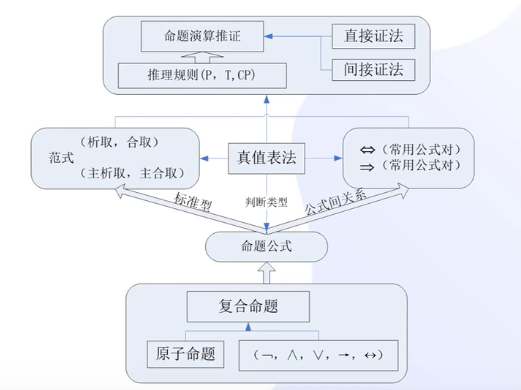 命题演算推证
直接证法
间接证法
推理规则(P，T,CP)
（析取，合取）
范式
（主析取，主合取）
真值表法
⇔（常用公式对）
⇒（常用公式对）
标准型
判断类型
公式间关系
命题公式
复合命题
原子命题
（¬，∧，∨，→，↔）